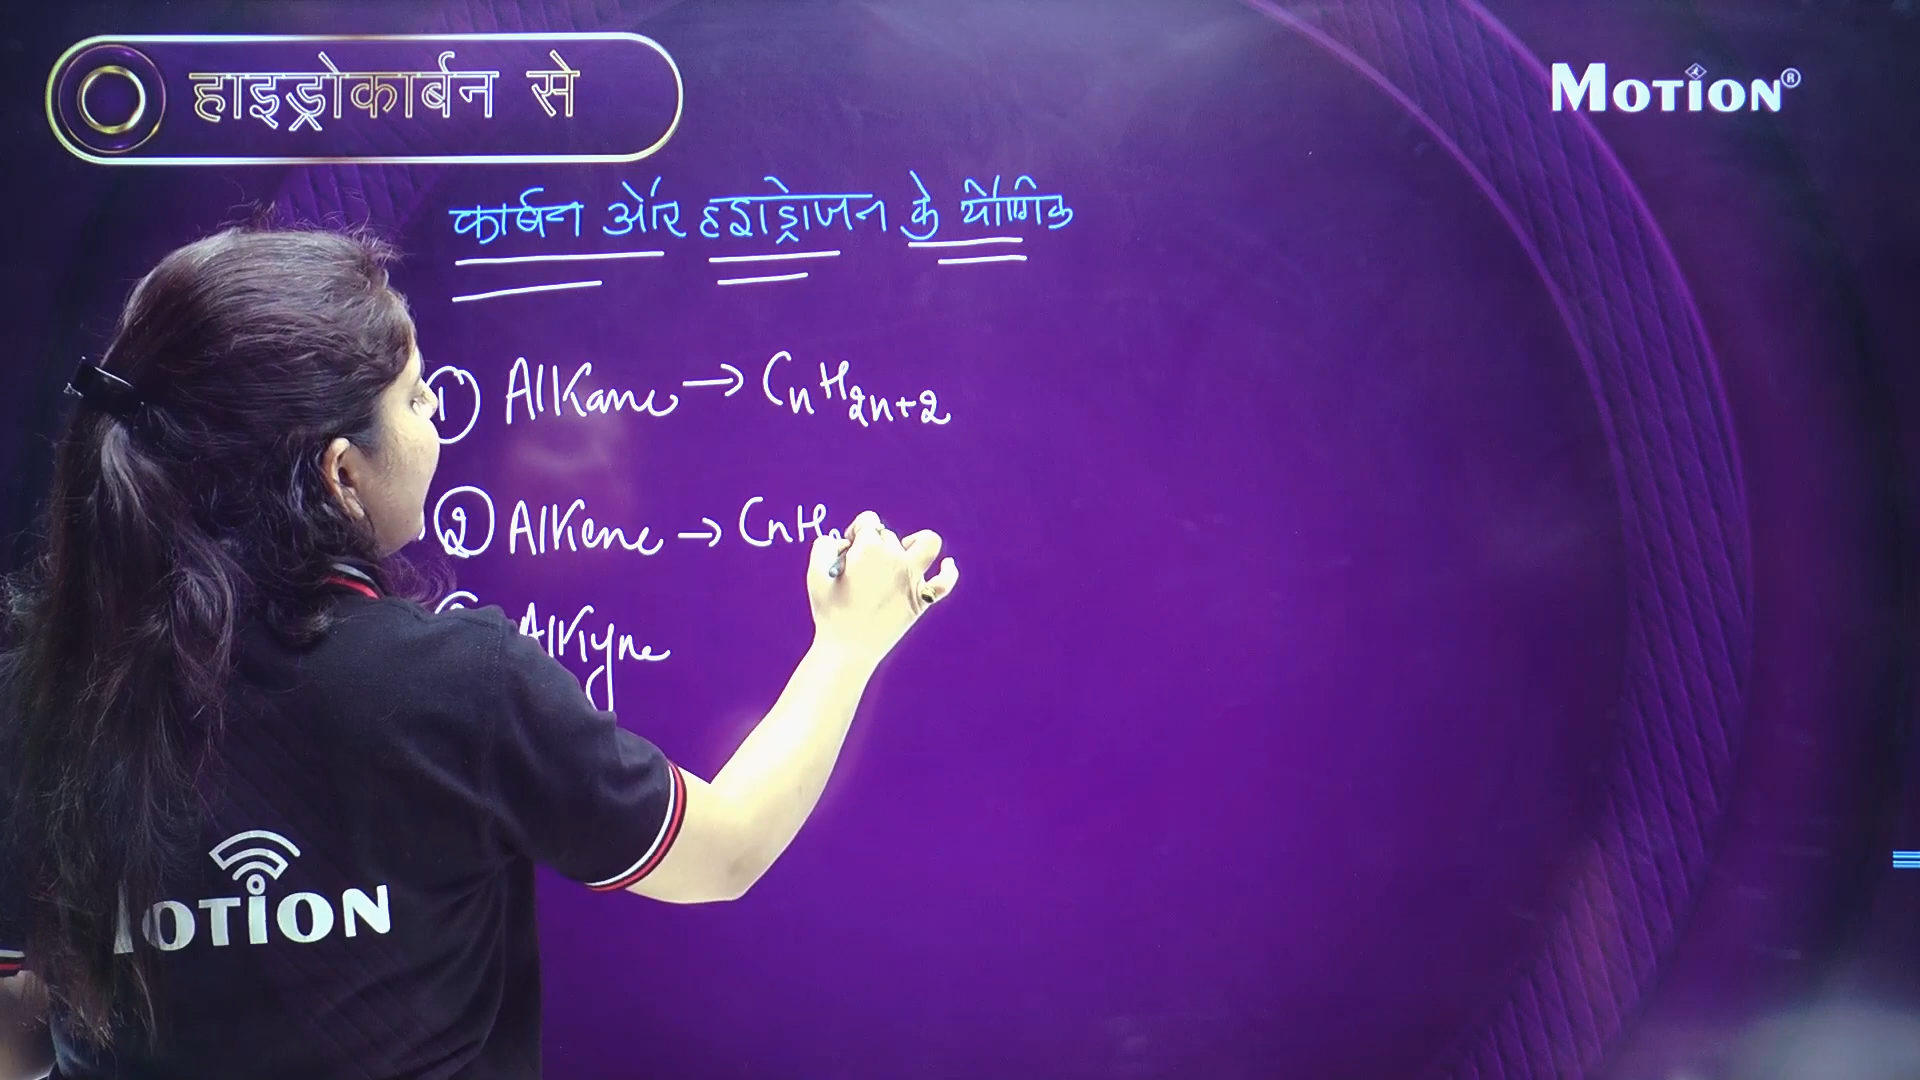 हाइड्रोकार्बन से
MOTION®
कार्बन और हाइड्रोजन के यौगिक
① Alkane → CnH2n+2
② Alkene → CnH
Alkyne
MOTION